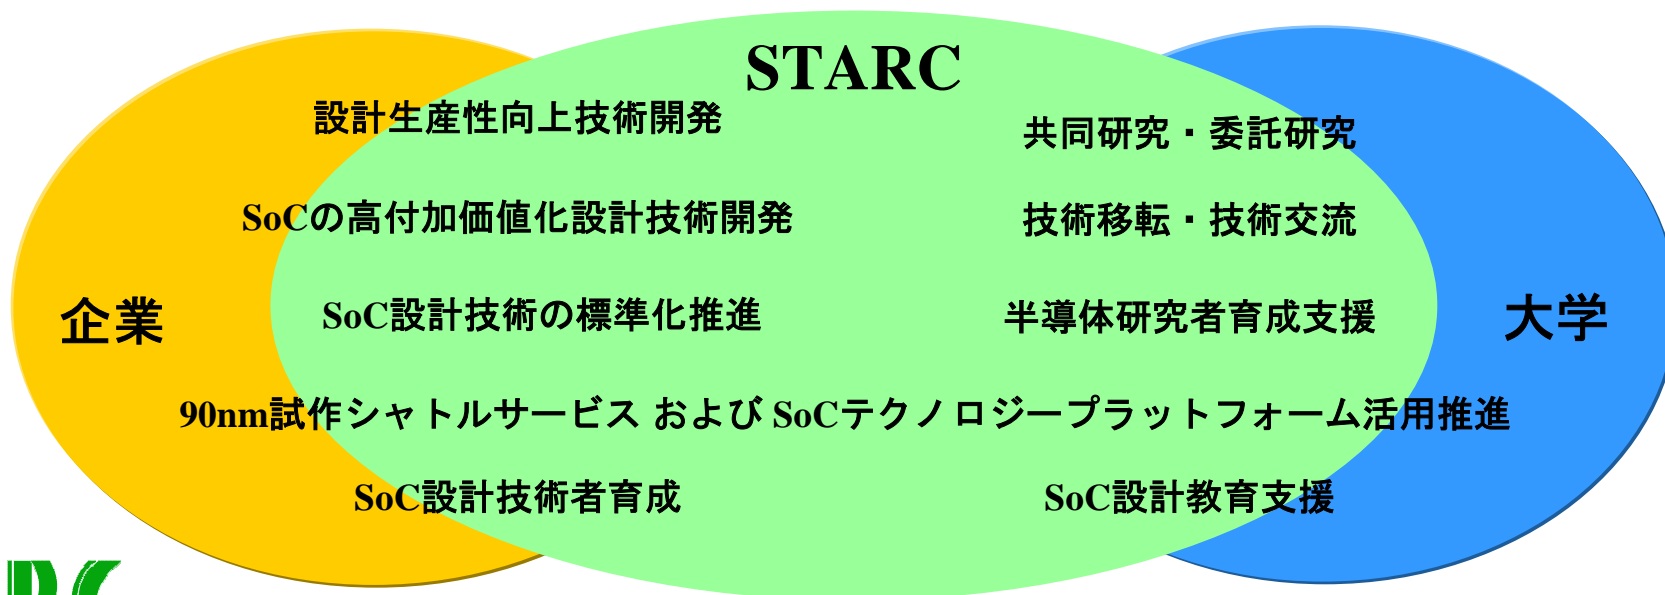 STARC
設計生産性向上技術開発
共同研究・委託研究
SoCの高付加価値化設計技術開発
技術移転・技術交流
企業
SoC設計技術の標準化推進
半導体研究者育成支援
大学
90nm試作シャトルサービス および SoCテクノロジープラットフォーム活用推進
SoC設計技術者育成
SoC設計教育支援